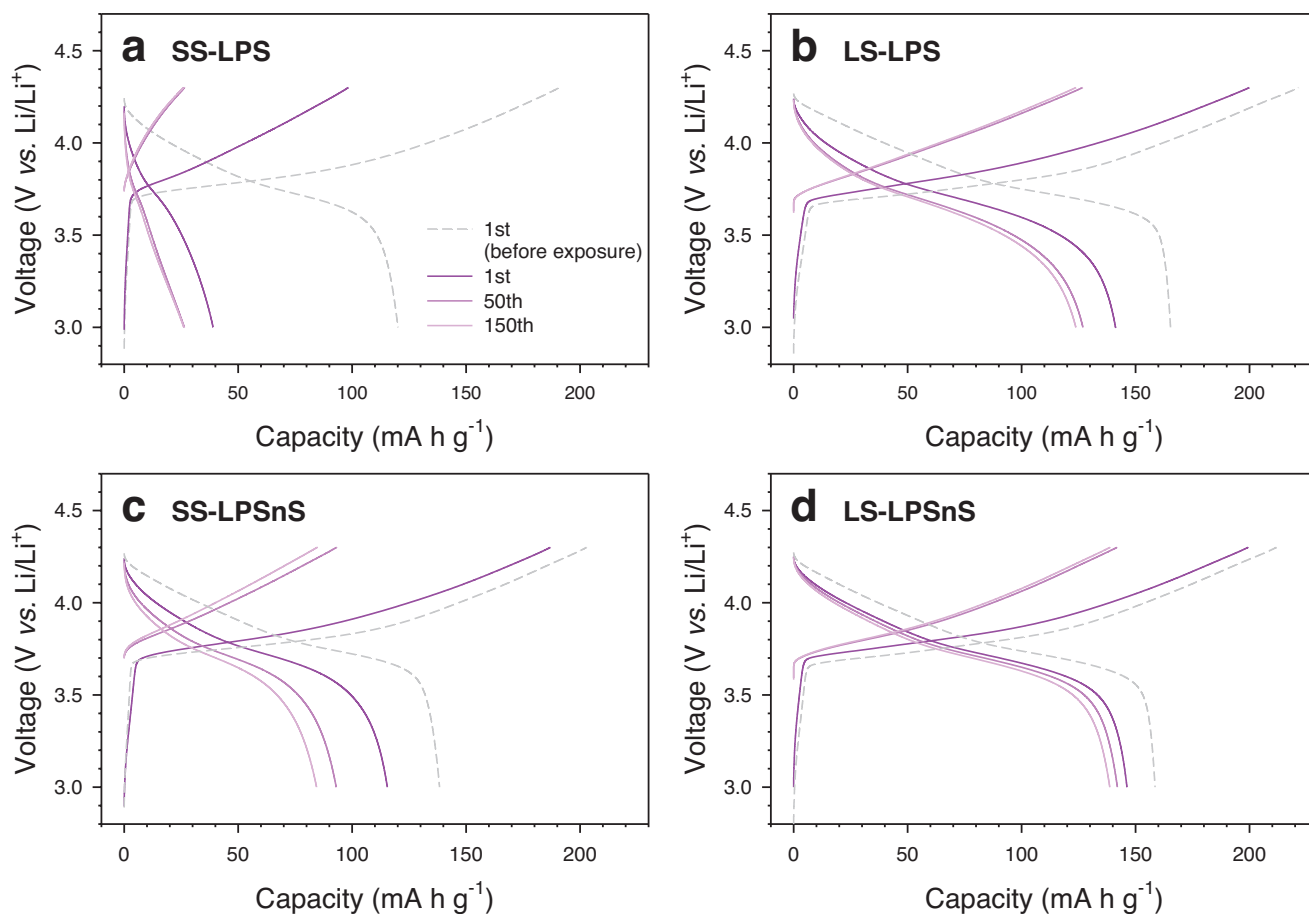 a SS-LPS
4.5
4.0
3.5
3.0
Voltage (V vs. Li/Li+)
1st
(before exposure)
1st
50th
150th
0 50 100 150 200
Capacity (mA h g-1)
b LS-LPS
4.5
4.0
3.5
3.0
Voltage (V vs. Li/Li+)
0 50 100 150 200
Capacity (mA h g-1)
c SS-LPSnS
4.5
4.0
3.5
3.0
Voltage (V vs. Li/Li+)
0 50 100 150 200
Capacity (mA h g-1)
d LS-LPSnS
4.5
4.0
3.5
3.0
Voltage (V vs. Li/Li+)
0 50 100 150 200
Capacity (mA h g-1)